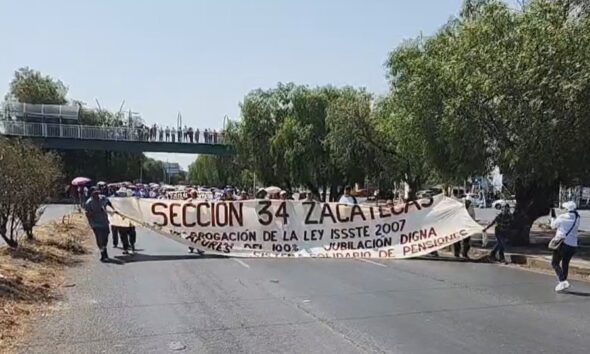 SECCIÓN 34 ZACATECAS
ABROGACIÓN DE LA LEY ISSSTE 2007
DEL 100% JUBILACIÓN DIGNA
SOLIDARIO DE PENSIONES